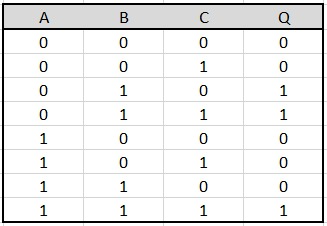 A B C Q
0 0 0 0
0 0 1 0
0 1 0 1
0 1 1 1
1 0 0 0
1 0 1 0
1 1 0 0
1 1 1 1